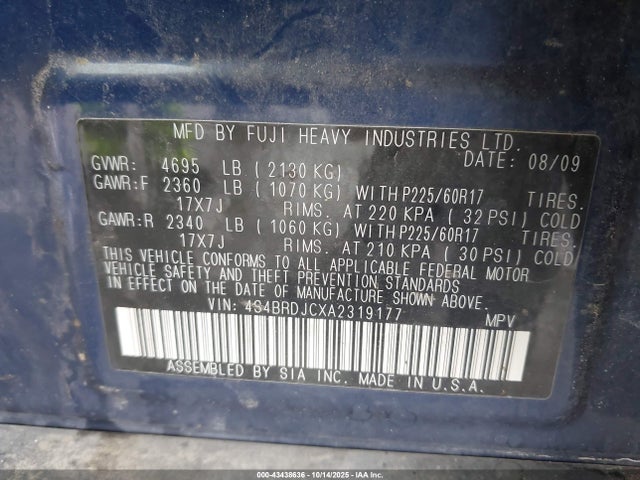 MFD BY FUJI HEAVY INDUSTRIES LTD.
GVWR: 4695 LB ( 2130 KG) DATE: 08/09
GAWR:F 2360 LB ( 1070 KG) WITH P225/60R17 TIRES.
17X7J RIMS. AT 220 KPA ( 32 PSI) COLD
GAWR:R 2340 LB ( 1060 KG) WITH P225/60R17 TIRES.
17X7J RIMS. AT 210 KPA ( 30 PSI) COLD
THIS VEHICLE CONFORMS TO ALL APPLICABLE FEDERAL MOTOR
VEHICLE SAFETY AND THEFT PREVENTION STANDARDS
IN EFFECT ON THE DATE OF MANUFACTURE SHOWN ABOVE.
VIN: 4S4BRDJCXA2319177 MPV
ASSEMBLED BY SIA INC. MADE IN U.S.A.
000-43438636 | 10/14/2025 | IAA Inc.